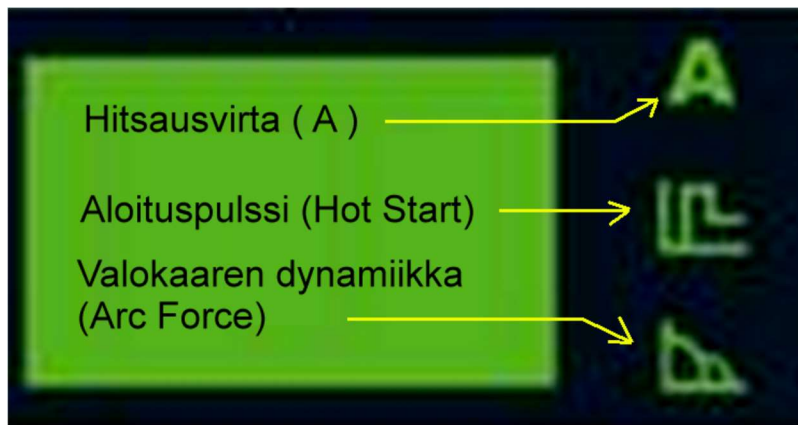 Hitsausvirta ( A )
A
Aloituspulssi (Hot Start)
Valokaaren dynamiikka
(Arc Force)